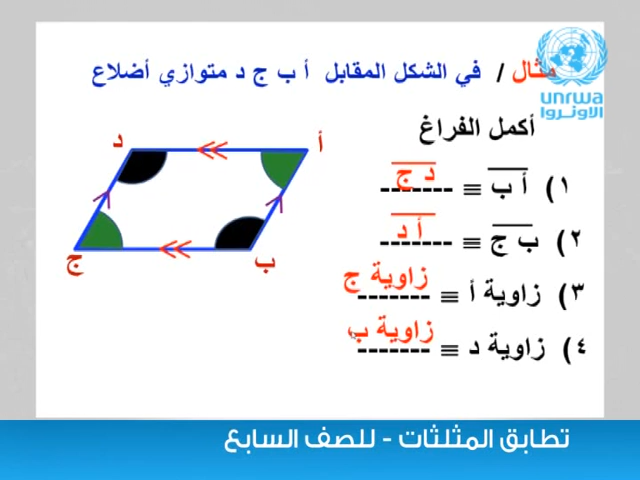 مثال / في الشكل المقابل أ ب ج د متوازي أضلاع
unrwa
الاونروا
أكمل الفراغ
١) أ ب ≡ د ج
٢) ب ج ≡ أ د
٣) زاوية أ ≡ زاوية ج
٤) زاوية د ≡ زاوية ب
د
أ
ج
ب
تطابق المثلثات - للصف السابع